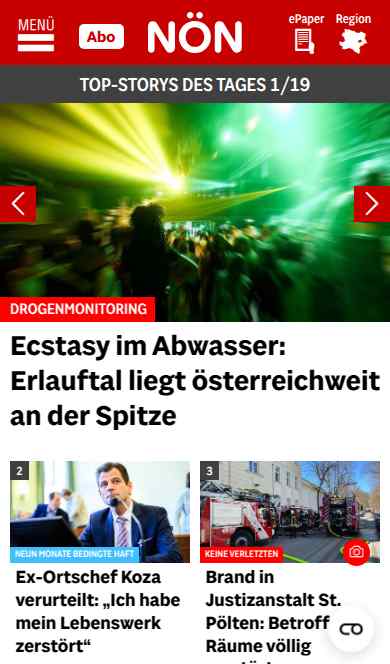 MENÜ
Abo
NÖN
ePaper
Region
TOP-STORYS DES TAGES 1/19
DROGENMONITORING
Ecstasy im Abwasser:
Erlauftal liegt österreichweit
an der Spitze
2
NEUN MONATE BEDINGTE HAFT
Ex-Ortschef Koza
verurteilt: „Ich habe
mein Lebenswerk
zerstört“
3
KEINE VERLETZTEN
Brand in
Justizanstalt St.
Pölten: Betroff
Räume völlig